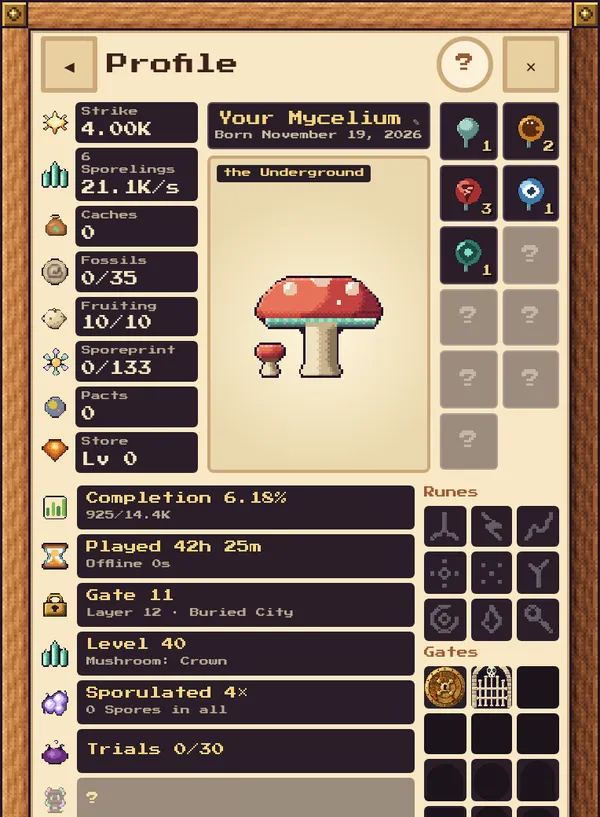 Profile
?
×
Strike
4.00K
6
Sporelings
21.1K/s
Caches
0
Fossils
0/35
Fruiting
10/10
Sporeprint
0/133
Pacts
0
Store
Lv 0
Your Mycelium
Born November 19, 2026
the Underground
1
2
3
1
1
?
?
?
?
?
?
Completion 6.18%
925/14.4K
Played 42h 25m
Offline 0s
Gate 11
Layer 12 · Buried City
Level 40
Mushroom: Crown
Sporulated 4×
0 Spores in all
Trials 0/30
?
Runes
Gates